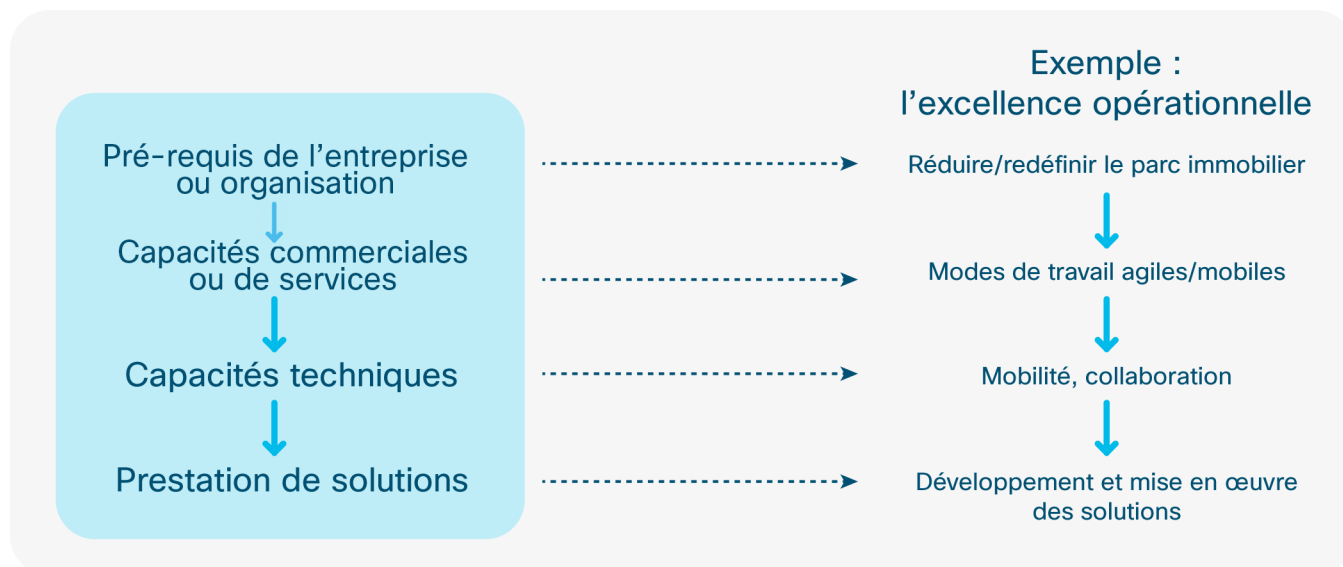 Exemple :
l'excellence opérationnelle
Pré-requis de l'entreprise
ou organisation
Réduire/redéfinir le parc immobilier
Capacités commerciales
ou de services
Modes de travail agiles/mobiles
Capacités techniques
Mobilité, collaboration
Prestation de solutions
Développement et mise en œuvre
des solutions